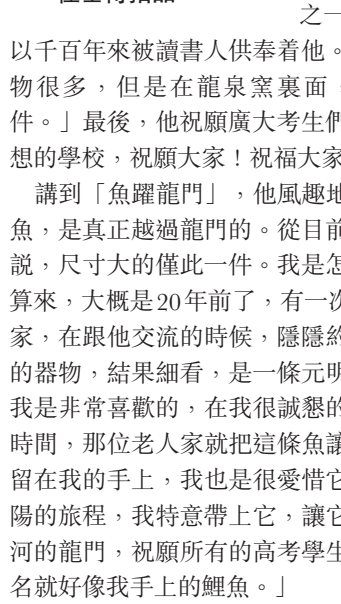 之一
以千百年來被讀書人供奉着他。
物很多，但是在龍泉窯裏面，
件。」最後，他祝願廣大考生們
想的學校，祝願大家！祝福大家
講到「魚躍龍門」，他風趣地
魚，是真正越過龍門的。從目前
説，尺寸大的僅此一件。我是怎
算來，大概是20年前了，有一次
家，在跟他交流的時候，隱隱約
的器物，結果細看，是一條元明
我是非常喜歡的，在我很誠懇的
時間，那位老人家就把這條魚讓
留在我的手上，我也是很愛惜它
陽的旅程，我特意帶上它，讓它
河的龍門，祝願所有的高考學生
名就好像我手上的鯉魚。」